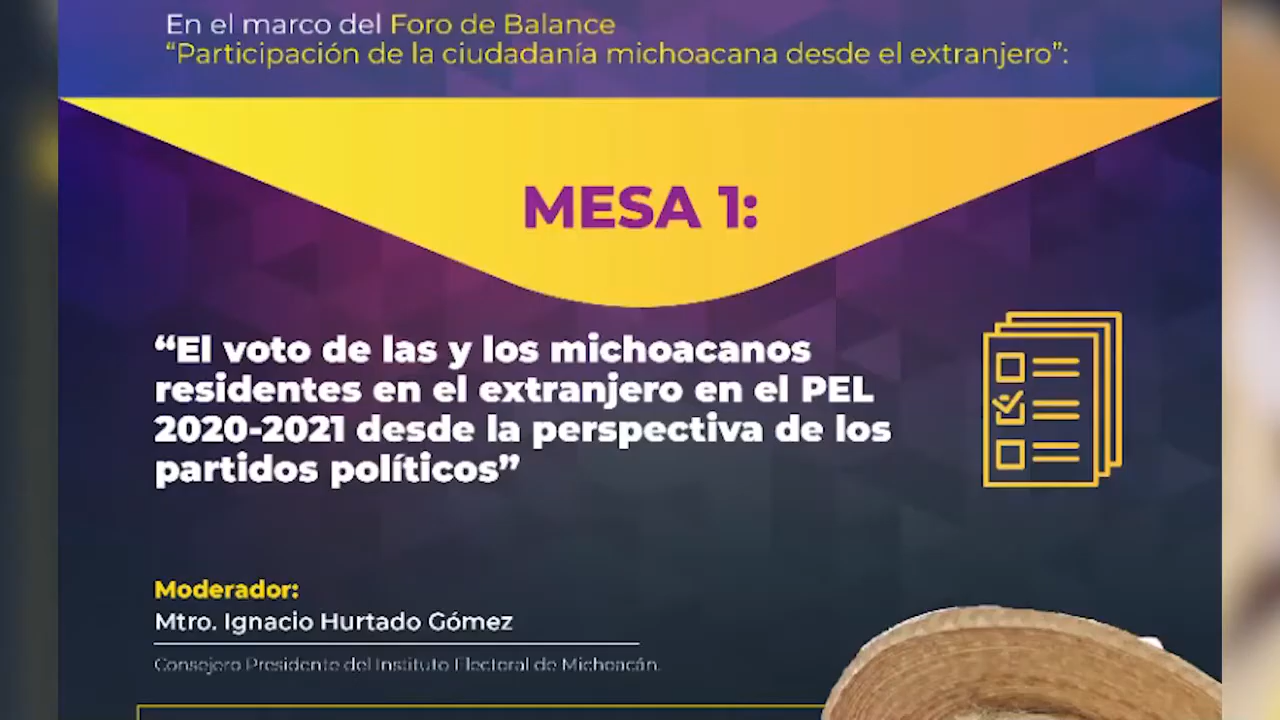 En el marco del Foro de Balance
“Participación de la ciudadanía michoacana desde el extranjero”:
MESA 1:
“El voto de las y los michoacanos
residentes en el extranjero en el PEL
2020-2021 desde la perspectiva de los
partidos políticos”
Moderador:
Mtro. Ignacio Hurtado Gómez
Consejero Presidente del Instituto Electoral de Michoacán.